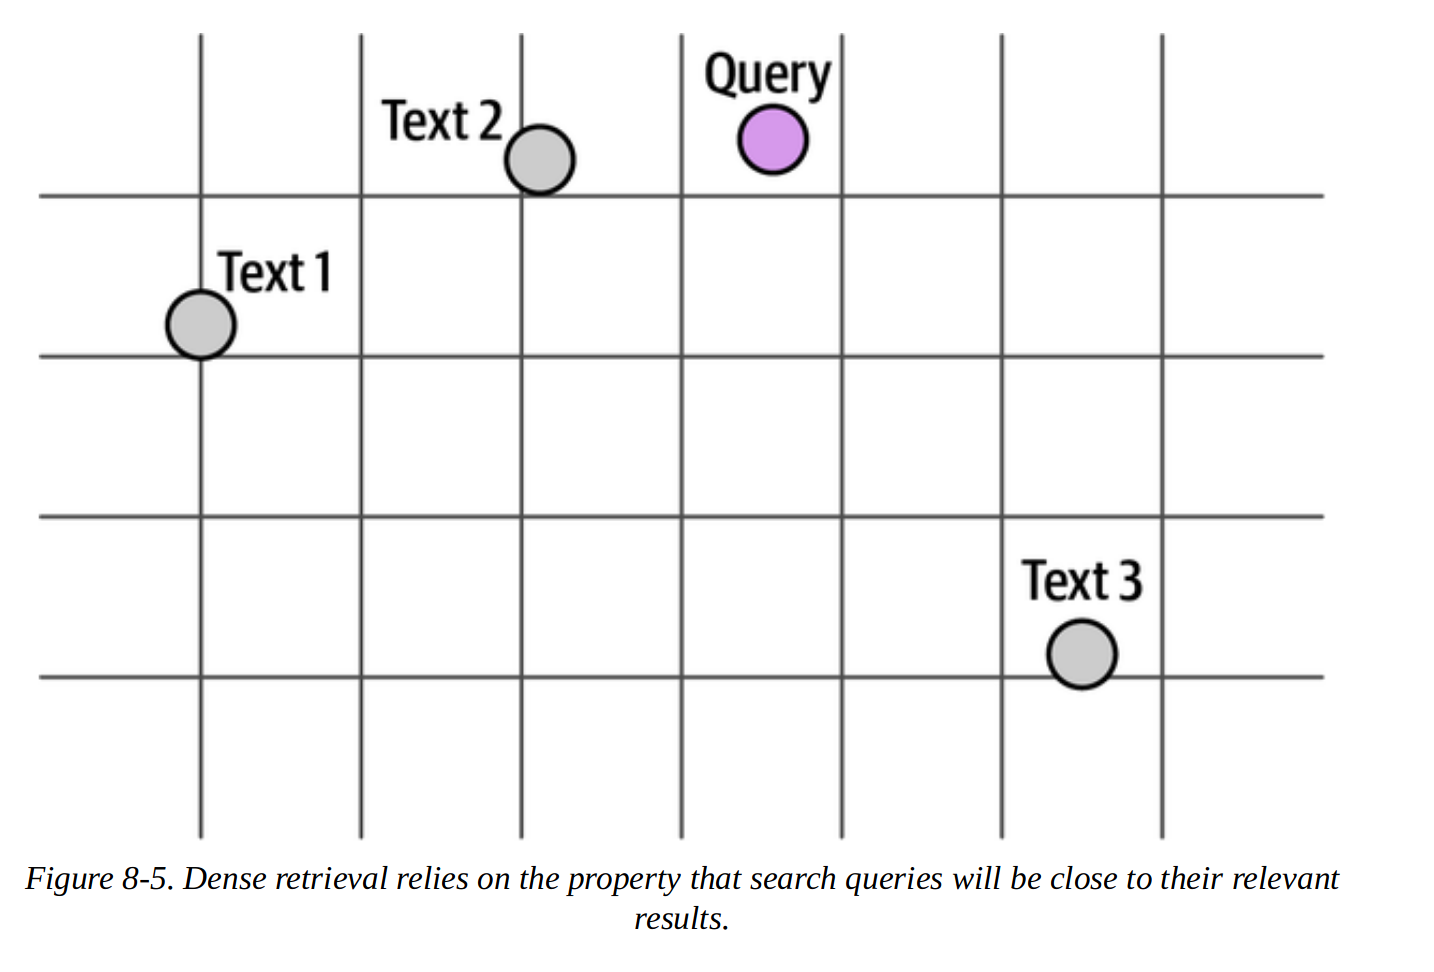 Query
Text 2
Text 1
Text 3
Figure 8-5. Dense retrieval relies on the property that search queries will be close to their relevant
results.